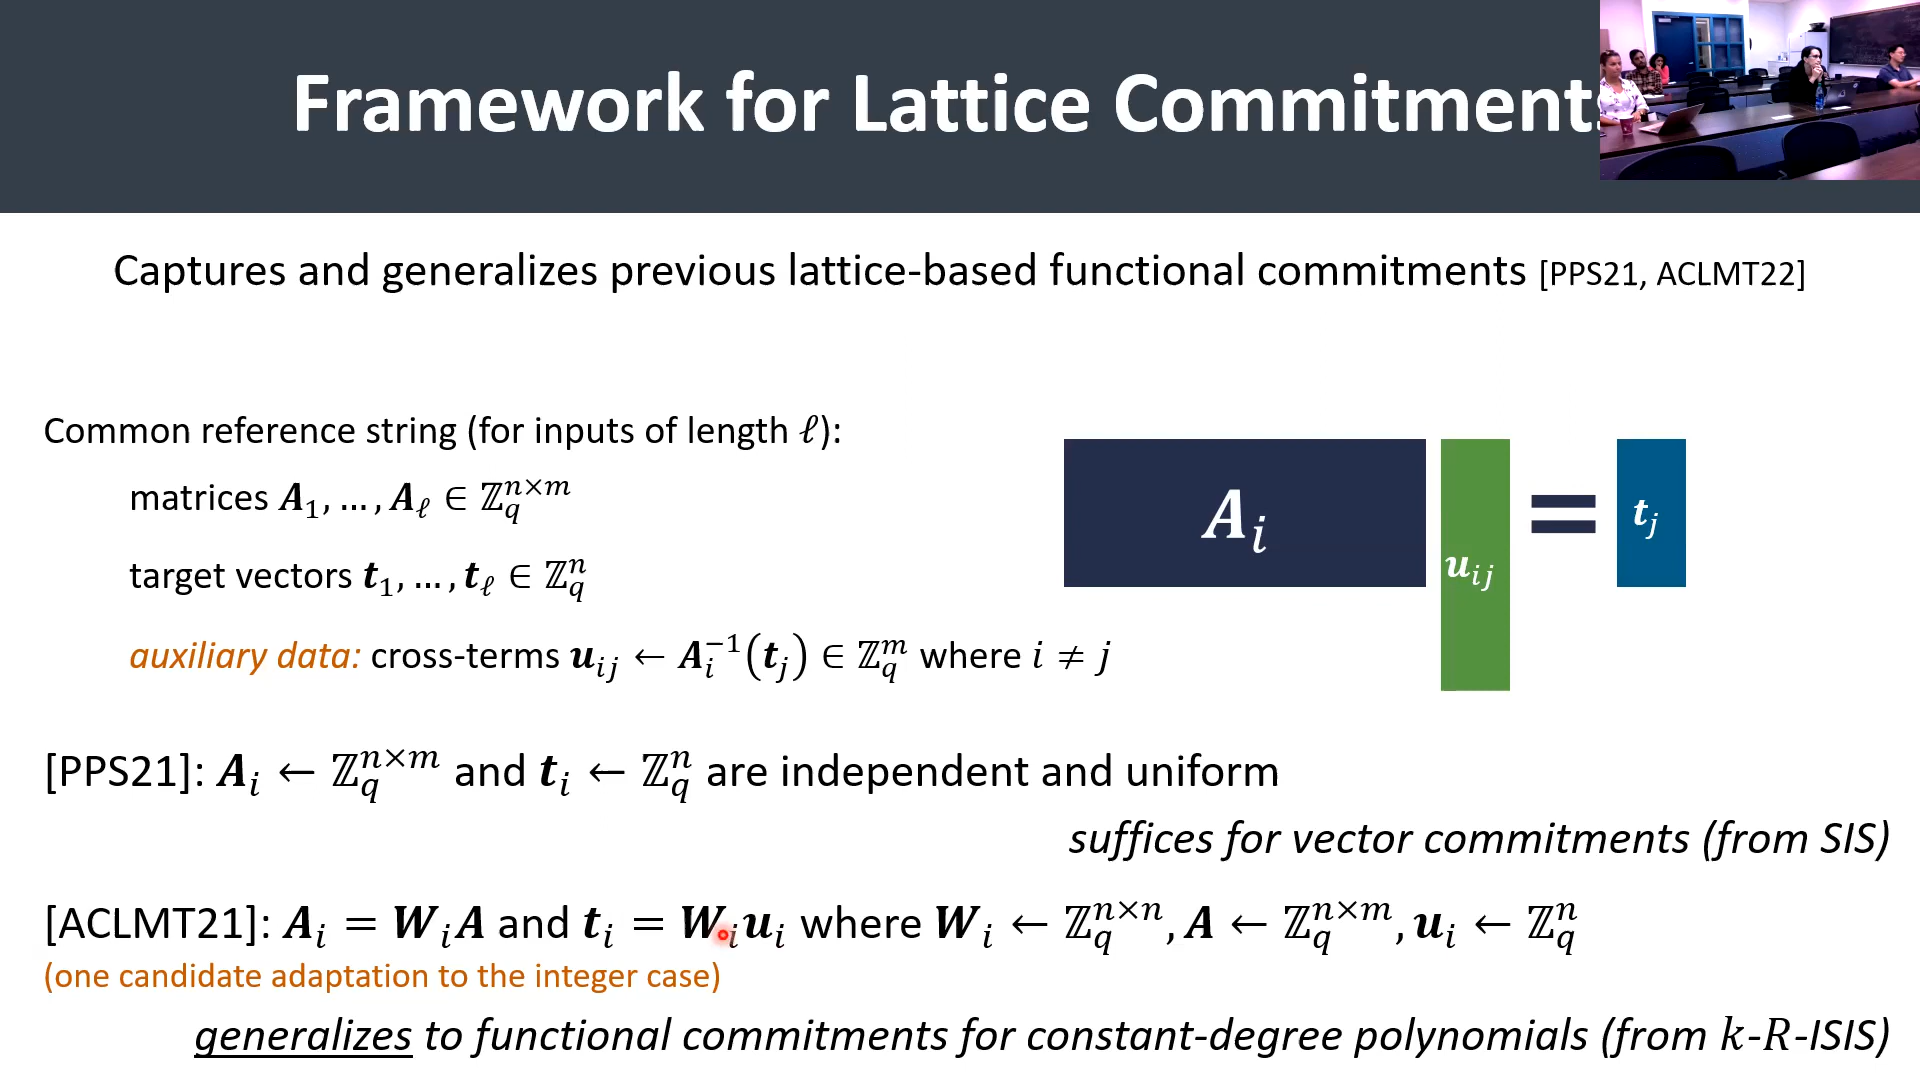 Framework for Lattice Commitments
Captures and generalizes previous lattice-based functional commitments [PPS21, ACLMT22]
Common reference string (for inputs of length ℓ):
matrices 𝑨₁, …, 𝑨_ℓ ∈ ℤ_q^{n×m}
target vectors 𝒕₁, …, 𝒕_ℓ ∈ ℤ_q^n
auxiliary data: cross-terms 𝒖_{ij} ← 𝑨_i^{−1}(𝒕_j) ∈ ℤ_q^m where i ≠ j
𝑨_i 𝒖_{ij} = 𝒕_j
[PPS21]: 𝑨_i ← ℤ_q^{n×m} and 𝒕_i ← ℤ_q^n are independent and uniform
suffices for vector commitments (from SIS)
[ACLMT21]: 𝑨_i = 𝑾_i𝑨 and 𝒕_i = 𝑾_i𝒖_i where 𝑾_i ← ℤ_q^{n×n}, 𝑨 ← ℤ_q^{n×m}, 𝒖_i ← ℤ_q^n
(one candidate adaptation to the integer case)
generalizes to functional commitments for constant-degree polynomials (from k-R-ISIS)